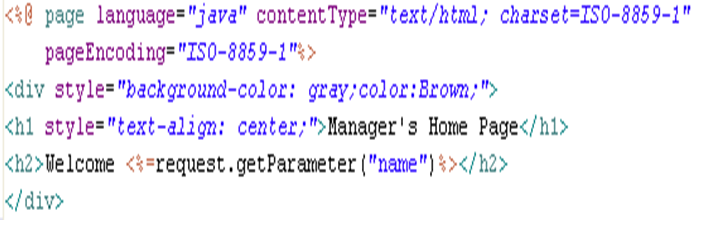 <%@ page language="java" contentType="text/html; charset=ISO-8859-1"
pageEncoding="ISO-8859-1"%>
<div style="background-color: gray;color:Brown;">
<h1 style="text-align: center;">Manager's Home Page</h1>
<h2>Welcome <%=request.getParameter("name")%></h2>
</div>